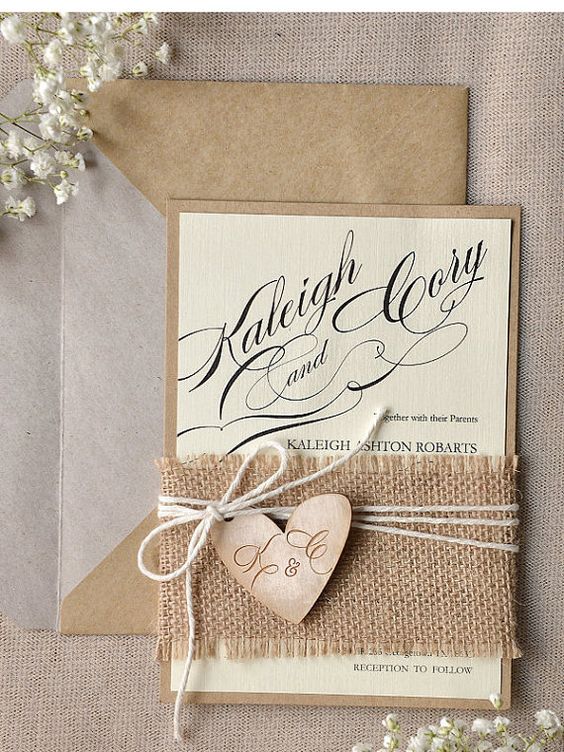 Kaleigh
and
Cory
together with their Parents
KALEIGH ASHTON ROBARTS
K & C
RECEPTION TO FOLLOW